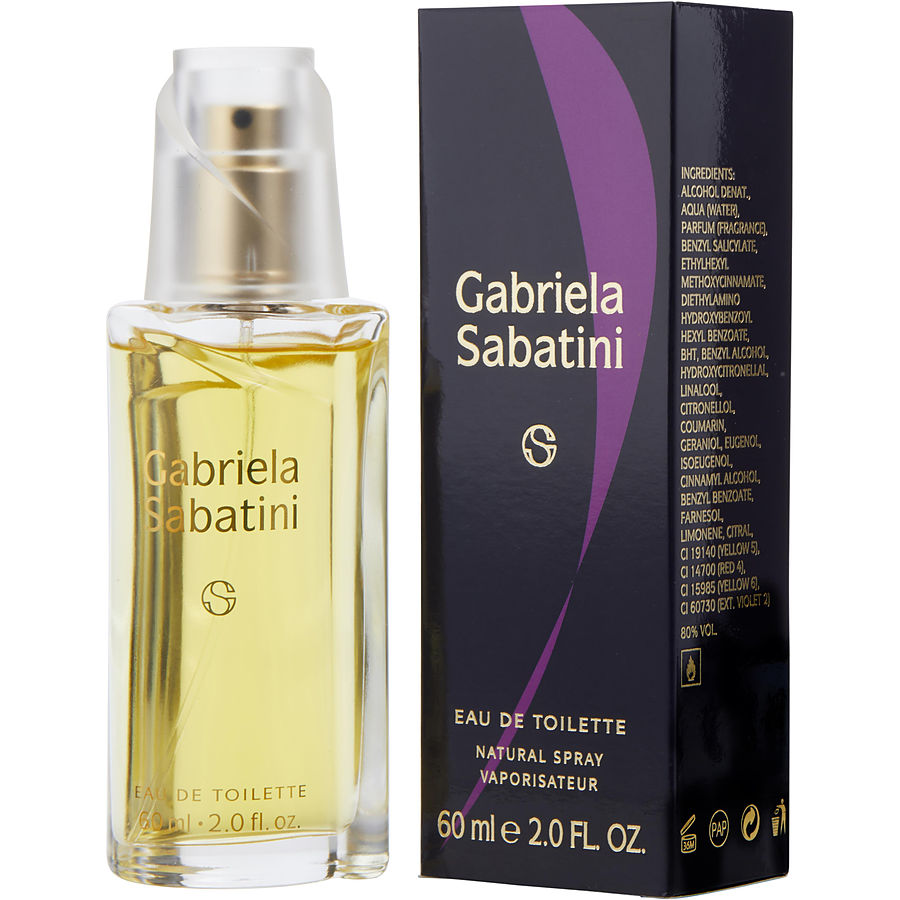 Gabriela
Sabatini
GS
EAU DE TOILETTE
60 ml • 2.0 fl. oz.
Gabriela
Sabatini
GS
EAU DE TOILETTE
NATURAL SPRAY
VAPORISATEUR
60 ml e 2.0 FL. OZ.
INGREDIENTS:
ALCOHOL DENAT.,
AQUA (WATER),
PARFUM (FRAGRANCE),
BENZYL SALICYLATE,
ETHYLHEXYL
METHOXYCINNAMATE,
DIETHYLAMINO
HYDROXYBENZOYL
HEXYL BENZOATE,
BHT, BENZYL ALCOHOL,
HYDROXYCITRONELLAL,
LINALOOL,
CITRONELLOL,
COUMARIN,
GERANIOL, EUGENOL,
ISOEUGENOL,
CINNAMYL ALCOHOL,
BENZYL BENZOATE,
FARNESOL,
LIMONENE, CITRAL,
CI 19140 (YELLOW 5),
CI 14700 (RED 4),
CI 15985 (YELLOW 6),
CI 60730 (EXT. VIOLET 2)
80% VOL.
36M
PAP